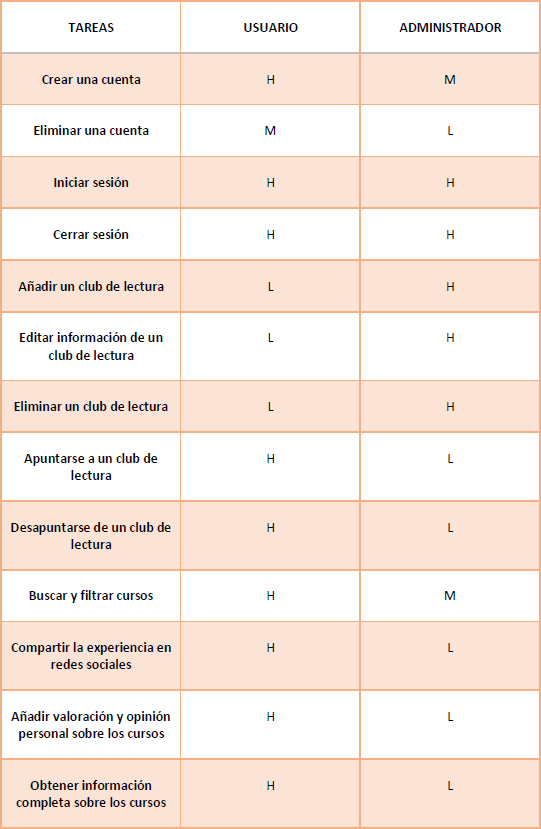 TAREAS USUARIO ADMINISTRADOR
Crear una cuenta H M
Eliminar una cuenta M L
Iniciar sesión H H
Cerrar sesión H H
Añadir un club de lectura L H
Editar información de un
club de lectura L H
Eliminar un club de lectura L H
Apuntarse a un club de
lectura H L
Desapuntarse de un club de
lectura H L
Buscar y filtrar cursos H M
Compartir la experiencia en
redes sociales H L
Añadir valoración y opinión
personal sobre los cursos H L
Obtener información
completa sobre los cursos H L